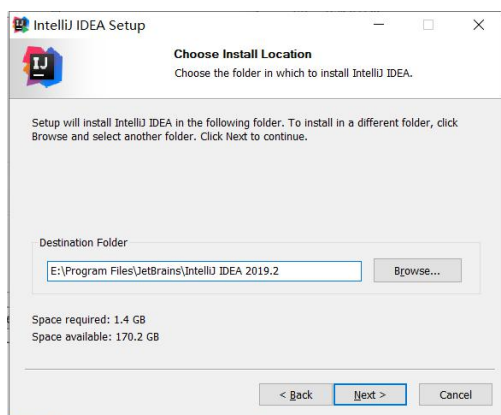 IntelliJ IDEA Setup
IJ
Choose Install Location
Choose the folder in which to install IntelliJ IDEA.
Setup will install IntelliJ IDEA in the following folder. To install in a different folder, click
Browse and select another folder. Click Next to continue.
Destination Folder
E:\Program Files\JetBrains\IntelliJ IDEA 2019.2
Browse...
Space required: 1.4 GB
Space available: 170.2 GB
< Back
Next >
Cancel